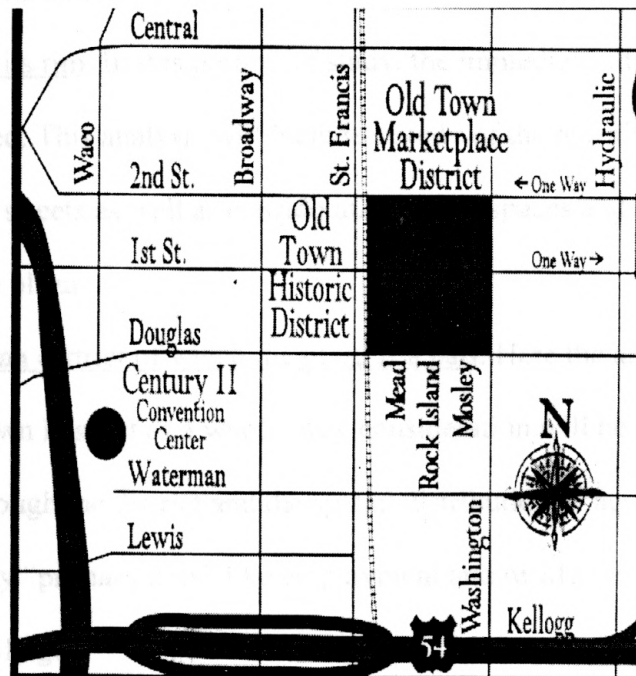 Central
Waco
Broadway
St. Francis
Old Town
Marketplace
District
Hydraulic
2nd St.
← One Way
Old
Town
Historic
District
1st St.
One Way →
Douglas
Century II
Convention
Center
Mead
Rock Island
Mosley
N
Waterman
Lewis
Washington
Kellogg
54